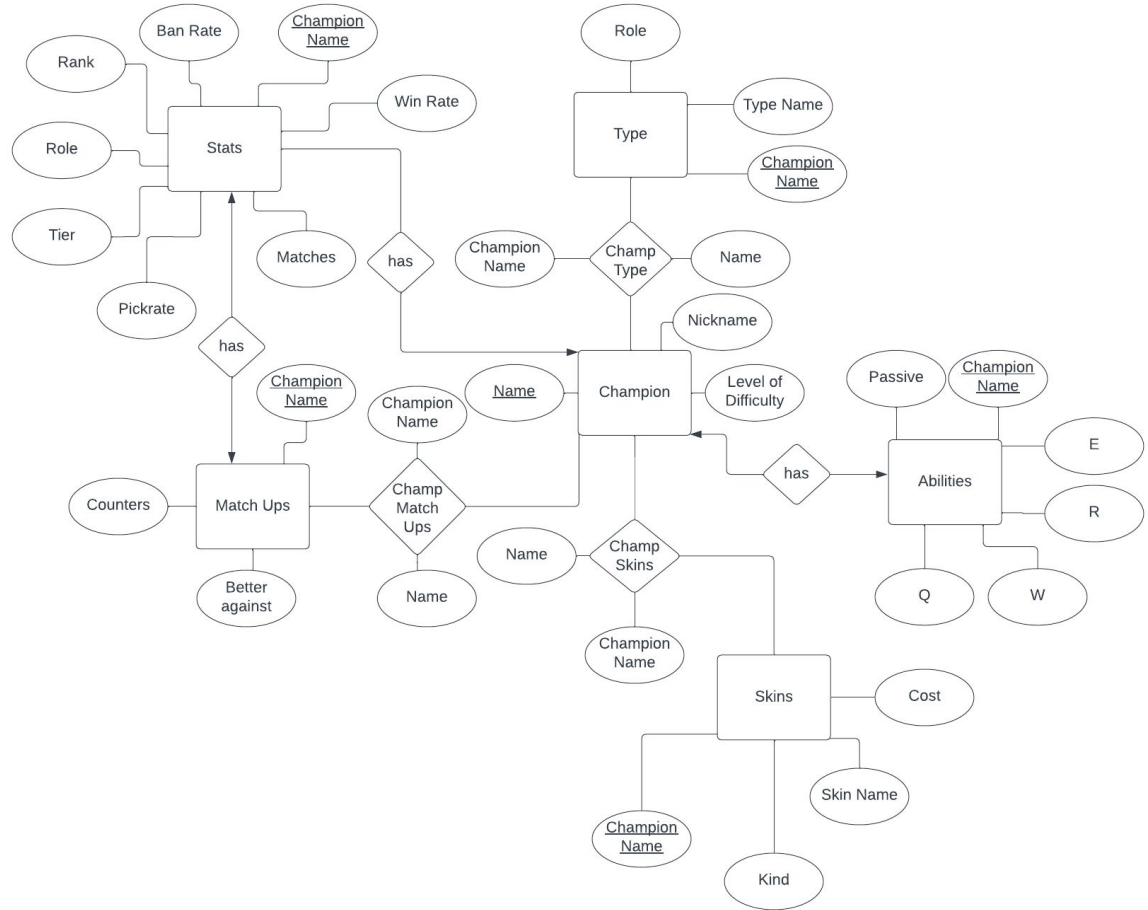 Ban Rate
Champion
Name
Role
Rank
Win Rate
Type Name
Type
Stats
Role
Champion
Name
Tier
Matches
has
Champion
Name
Champ
Type
Name
Pickrate
Nickname
has
Champion
Name
Champion
Name
Name
Champion
Level of
Difficulty
Passive
Champion
Name
E
has
Abilities
Counters
Match Ups
Champ
Match
Ups
R
Name
Champ
Skins
Better
against
Name
Q
W
Champion
Name
Skins
Cost
Skin Name
Champion
Name
Kind